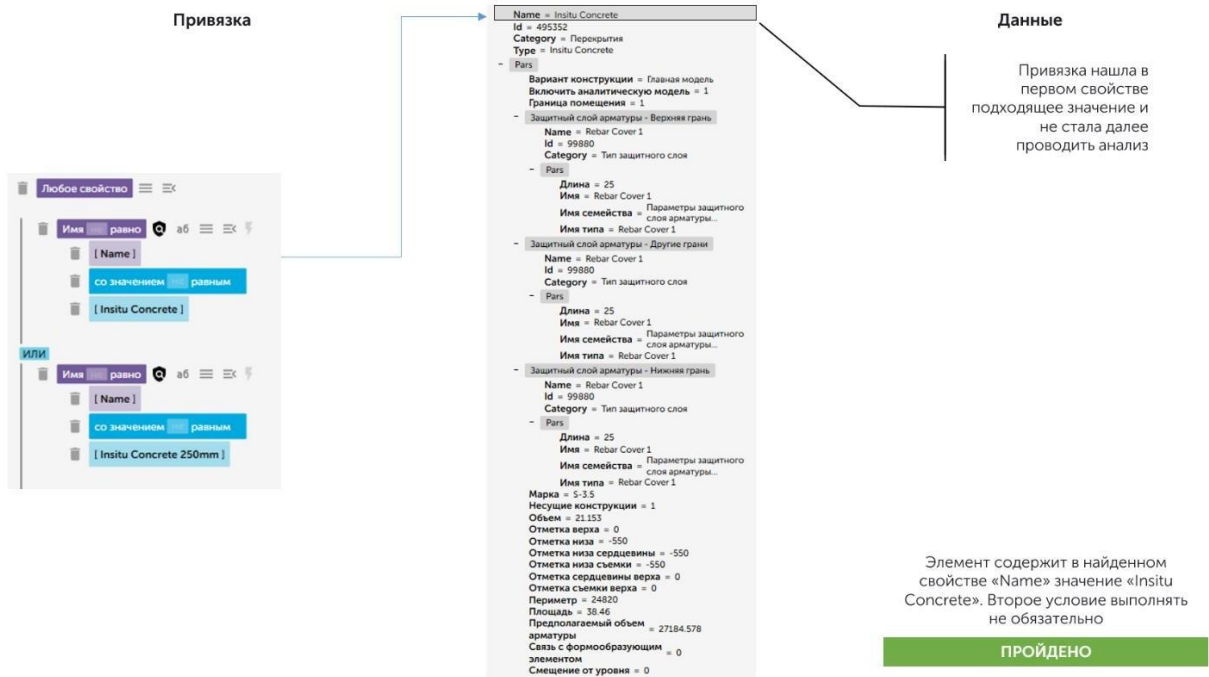 Привязка
Данные
Любое свойство
Имя не равно
аб
[ Name ]
со значением не равным
[ Insitu Concrete ]
ИЛИ
Имя не равно
аб
[ Name ]
со значением не равным
[ Insitu Concrete 250mm ]
Name = Insitu Concrete
Id = 495352
Category = Перекрытия
Type = Insitu Concrete
– Pars
Вариант конструкции = Главная модель
Включить аналитическую модель = 1
Граница помещения = 1
– Защитный слой арматуры - Верхняя грань
Name = Rebar Cover 1
Id = 99880
Category = Тип защитного слоя
– Pars
Длина = 25
Имя = Rebar Cover 1
Имя семейства = Параметры защитного
слоя арматуры...
Имя типа = Rebar Cover 1
– Защитный слой арматуры - Другие грани
Name = Rebar Cover 1
Id = 99880
Category = Тип защитного слоя
– Pars
Длина = 25
Имя = Rebar Cover 1
Имя семейства = Параметры защитного
слоя арматуры...
Имя типа = Rebar Cover 1
– Защитный слой арматуры - Нижняя грань
Name = Rebar Cover 1
Id = 99880
Category = Тип защитного слоя
– Pars
Длина = 25
Имя = Rebar Cover 1
Имя семейства = Параметры защитного
слоя арматуры...
Имя типа = Rebar Cover 1
Марка = S-3.5
Несущие конструкции = 1
Объем = 21.153
Отметка верха = 0
Отметка низа = -550
Отметка низа сердцевины = -550
Отметка низа съемки = -550
Отметка сердцевины верха = 0
Отметка съемки верха = 0
Периметр = 24820
Площадь = 38.46
Предполагаемый объем
арматуры = 27184.578
Связь с формообразующим
элементом = 0
Смещение от уровня = 0
Привязка нашла в
первом свойстве
подходящее значение и
не стала далее
проводить анализ
Элемент содержит в найденном
свойстве «Name» значение «Insitu
Concrete». Второе условие выполнять
не обязательно
ПРОЙДЕНО